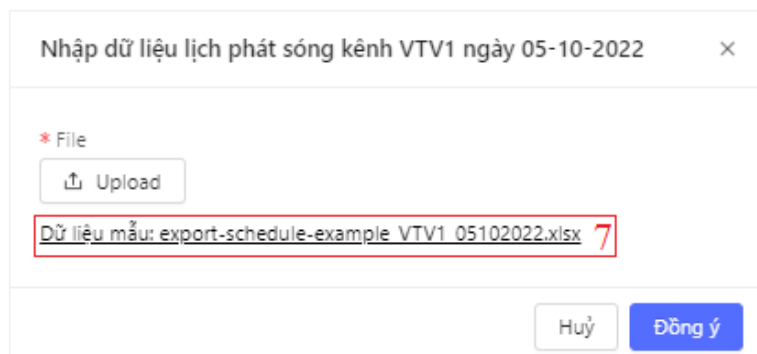 Nhập dữ liệu lịch phát sóng kênh VTV1 ngày 05-10-2022
* File
Upload
Dữ liệu mẫu: export-schedule-example_VTV1_05102022.xlsx 7
Huỷ Đồng ý